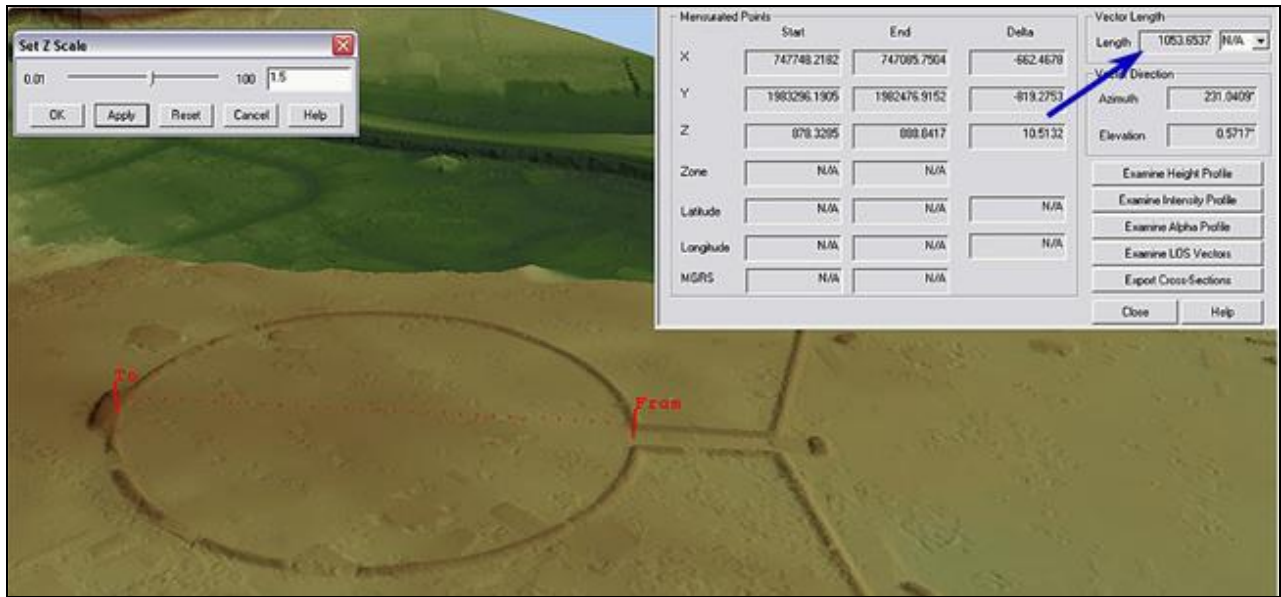 Set Z Scale
0.01 100 1.5
OK Apply Reset Cancel Help
Mensurated Points
Start End Delta
X 747748.2182 747085.7504 -662.4678
Y 1983296.1905 1982476.9152 -819.2753
Z 878.3285 888.8417 10.5132
Zone N/A N/A
Latitude N/A N/A N/A
Longitude N/A N/A N/A
MGRS N/A N/A
Vector Length
Length 1053.6537 N/A
Vector Direction
Azimuth 231.0409°
Elevation 0.5717°
Examine Height Profile
Examine Intensity Profile
Examine Alpha Profile
Examine LOS Vectors
Export Cross-Sections
Close Help
To
From